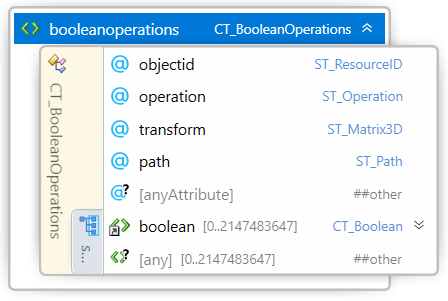 booleanoperations CT_BooleanOperations
CT_BooleanOperations
@ objectid ST_ResourceID
@ operation ST_Operation
@ transform ST_Matrix3D
@ path ST_Path
@? [anyAttribute] ##other
boolean [0..2147483647] CT_Boolean
S...
[any] [0..2147483647] ##other